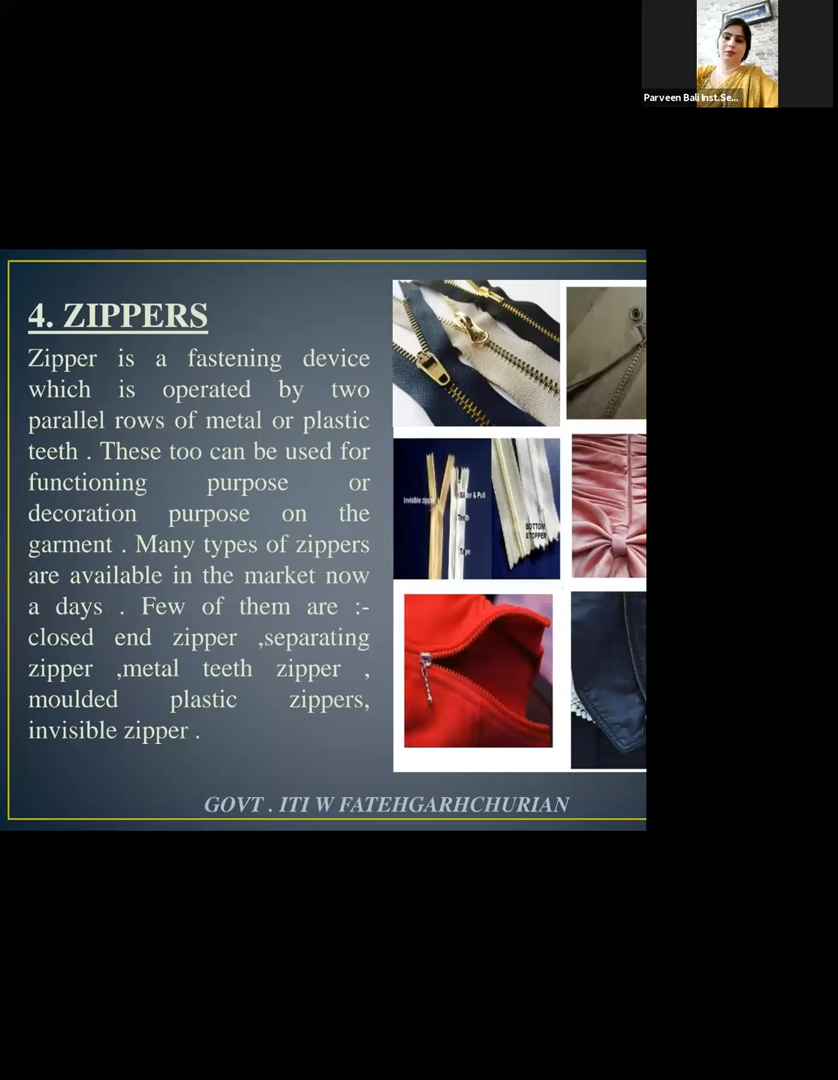 Parveen Bali Inst.Se...
4. ZIPPERS
Zipper is a fastening device
which is operated by two
parallel rows of metal or plastic
teeth . These too can be used for
functioning purpose or
decoration purpose on the
garment . Many types of zippers
are available in the market now
a days . Few of them are :-
closed end zipper ,separating
zipper ,metal teeth zipper ,
moulded plastic zippers,
invisible zipper .
Invisible zipper
& Pull
BOTTOM
STOPPER
GOVT . ITI W FATEHGARHCHURIAN